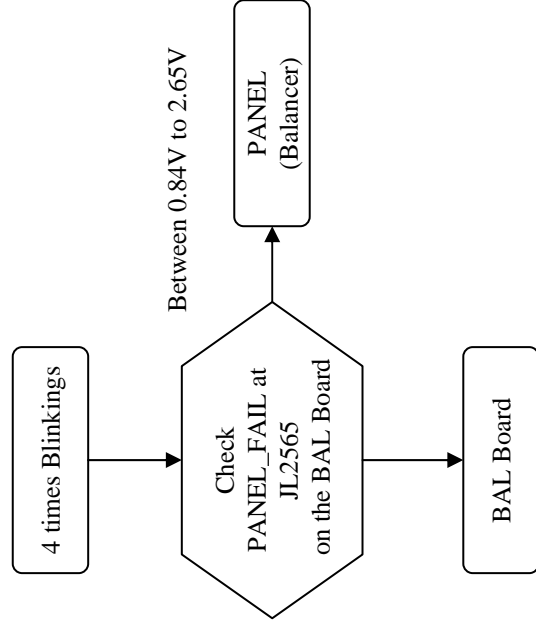 4 times Blinkings
Check
PANEL_FAIL at
JL2565
on the BAL Board
Between 0.84V to 2.65V
PANEL
(Balancer)
BAL Board